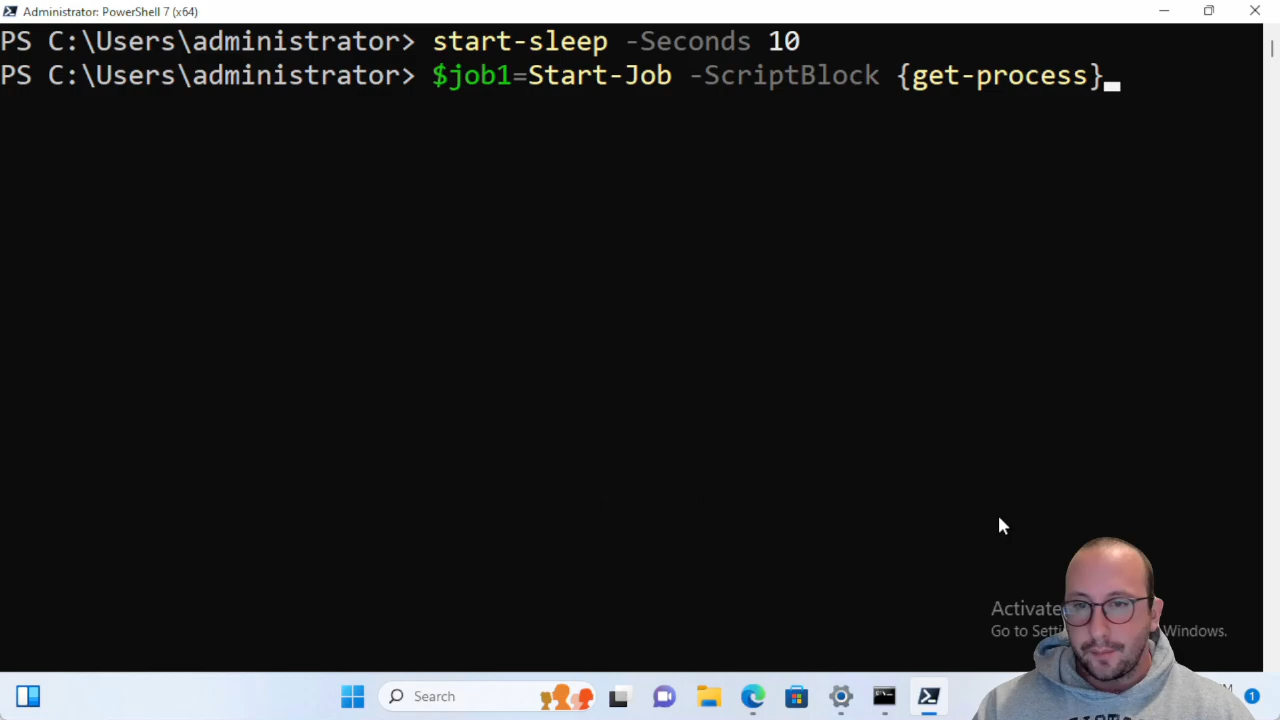 Administrator: PowerShell 7 (x64)
PS C:\Users\administrator> start-sleep -Seconds 10
PS C:\Users\administrator> $job1=Start-Job -ScriptBlock {get-process}
Activate
Go to Windows.
Search
1